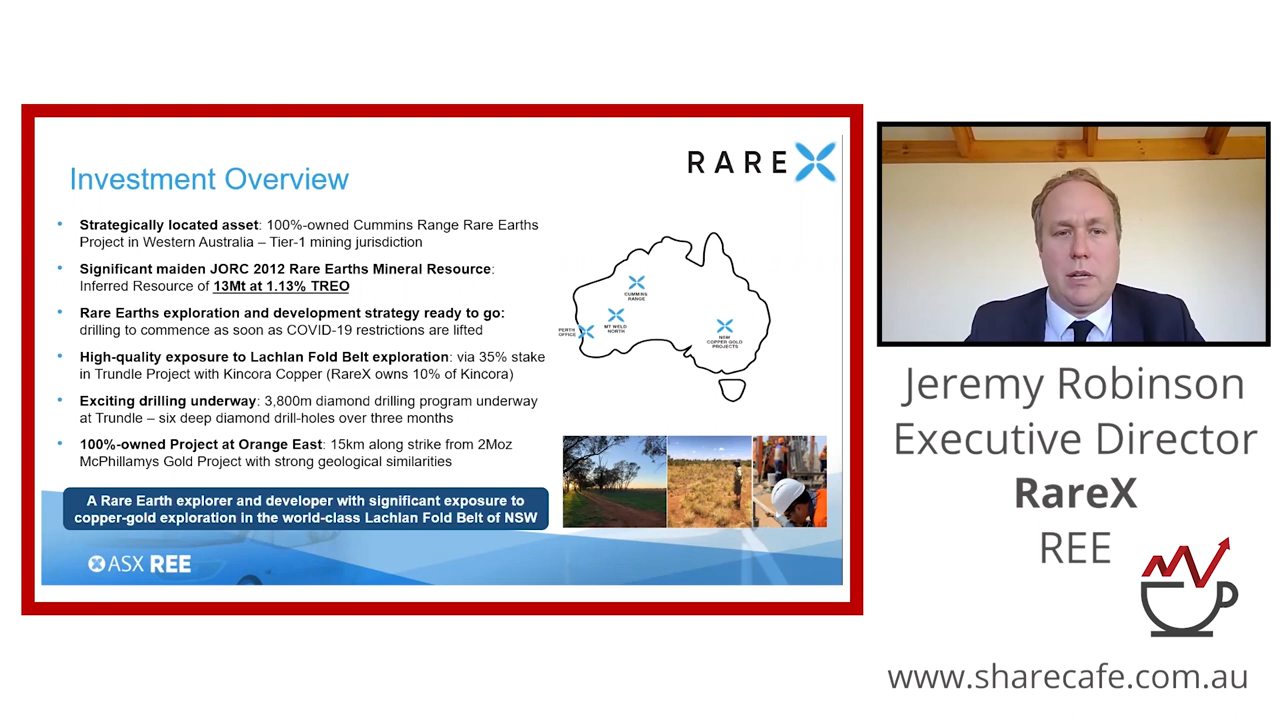 RAREX
Investment Overview
• Strategically located asset: 100%-owned Cummins Range Rare Earths
Project in Western Australia – Tier-1 mining jurisdiction
• Significant maiden JORC 2012 Rare Earths Mineral Resource:
Inferred Resource of 13Mt at 1.13% TREO
• Rare Earths exploration and development strategy ready to go:
drilling to commence as soon as COVID-19 restrictions are lifted
• High-quality exposure to Lachlan Fold Belt exploration: via 35% stake
in Trundle Project with Kincora Copper (RareX owns 10% of Kincora)
• Exciting drilling underway: 3,800m diamond drilling program underway
at Trundle – six deep diamond drill-holes over three months
• 100%-owned Project at Orange East: 15km along strike from 2Moz
McPhillamys Gold Project with strong geological similarities
A Rare Earth explorer and developer with significant exposure to
copper-gold exploration in the world-class Lachlan Fold Belt of NSW
CUMMINS
RANGE
MT WELD
NORTH
PERTH
OFFICE
NSW
COPPER GOLD
PROJECTS
ASX REE
Jeremy Robinson
Executive Director
RareX
REE
www.sharecafe.com.au